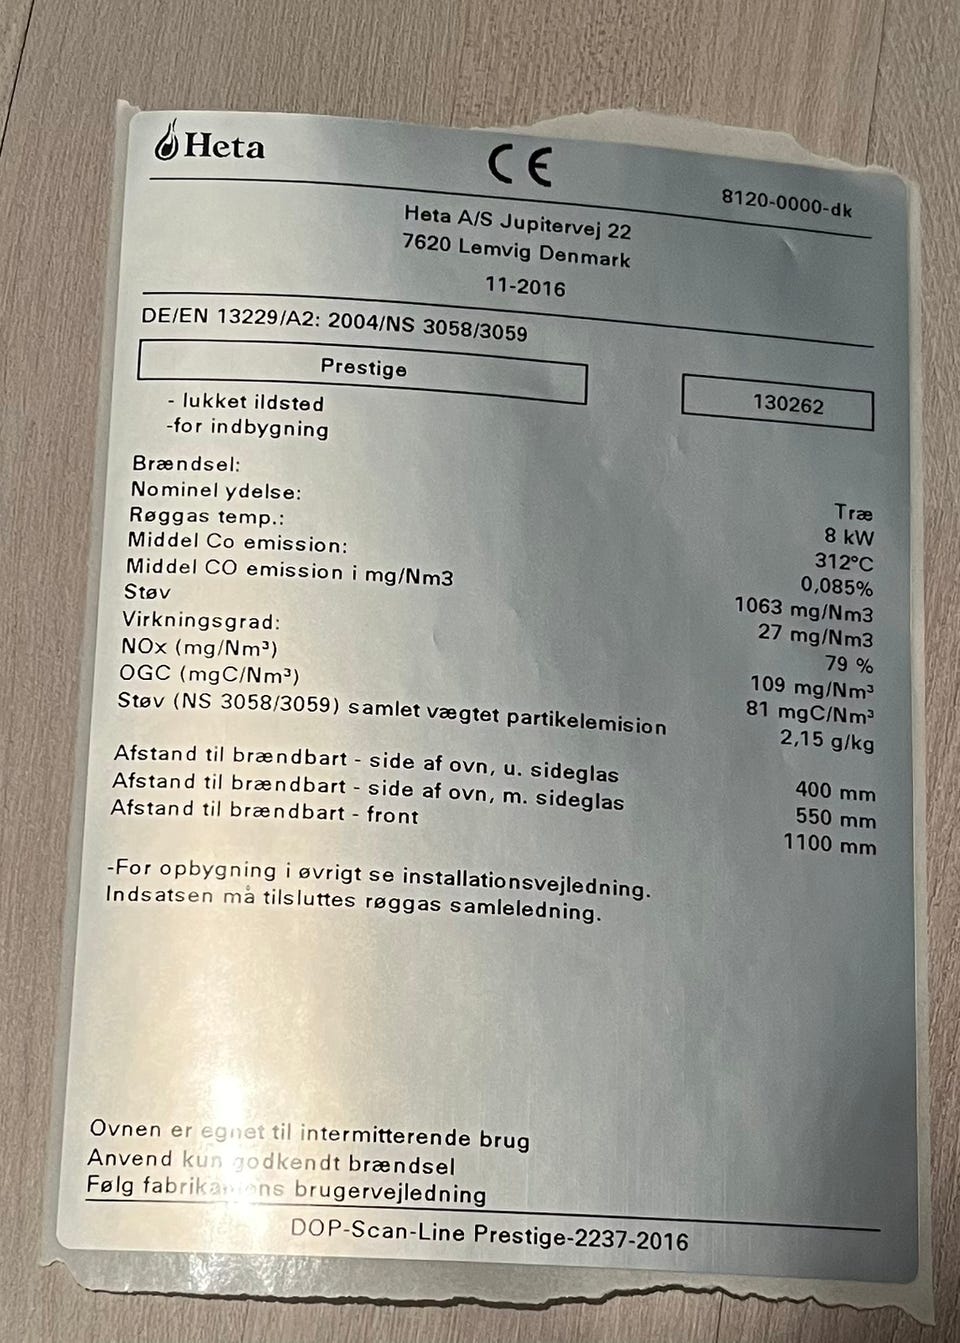 Heta
CE
8120-0000-dk
Heta A/S Jupitervej 22
7620 Lemvig Denmark
11-2016
DE/EN 13229/A2: 2004/NS 3058/3059
Prestige
130262
- lukket ildsted
-for indbygning
Brændsel: Træ
Nominel ydelse: 8 kW
Røggas temp.: 312°C
Middel Co emission: 0,085%
Middel CO emission i mg/Nm3 1063 mg/Nm3
Støv 27 mg/Nm3
Virkningsgrad: 79 %
NOx (mg/Nm³) 109 mg/Nm³
OGC (mgC/Nm³) 81 mgC/Nm³
Støv (NS 3058/3059) samlet vægtet partikelemision 2,15 g/kg
Afstand til brændbart - side af ovn, u. sideglas 400 mm
Afstand til brændbart - side af ovn, m. sideglas 550 mm
Afstand til brændbart - front 1100 mm
-For opbygning i øvrigt se installationsvejledning.
Indsatsen må tilsluttes røggas samleledning.
Ovnen er egnet til intermitterende brug
Anvend kun godkendt brændsel
Følg fabrikantens brugervejledning
DOP-Scan-Line Prestige-2237-2016